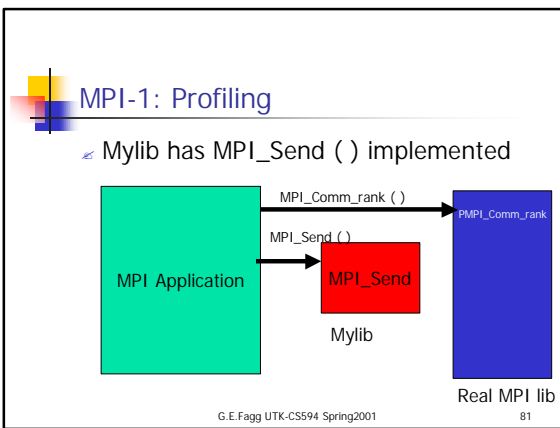 MPI-1: Profiling
Mylib has MPI_Send ( ) implemented
MPI_Comm_rank ( )
PMPI_Comm_rank
MPI_Send ( )
MPI Application
MPI_Send
Mylib
Real MPI lib
G.E.Fagg UTK-CS594 Spring2001
81